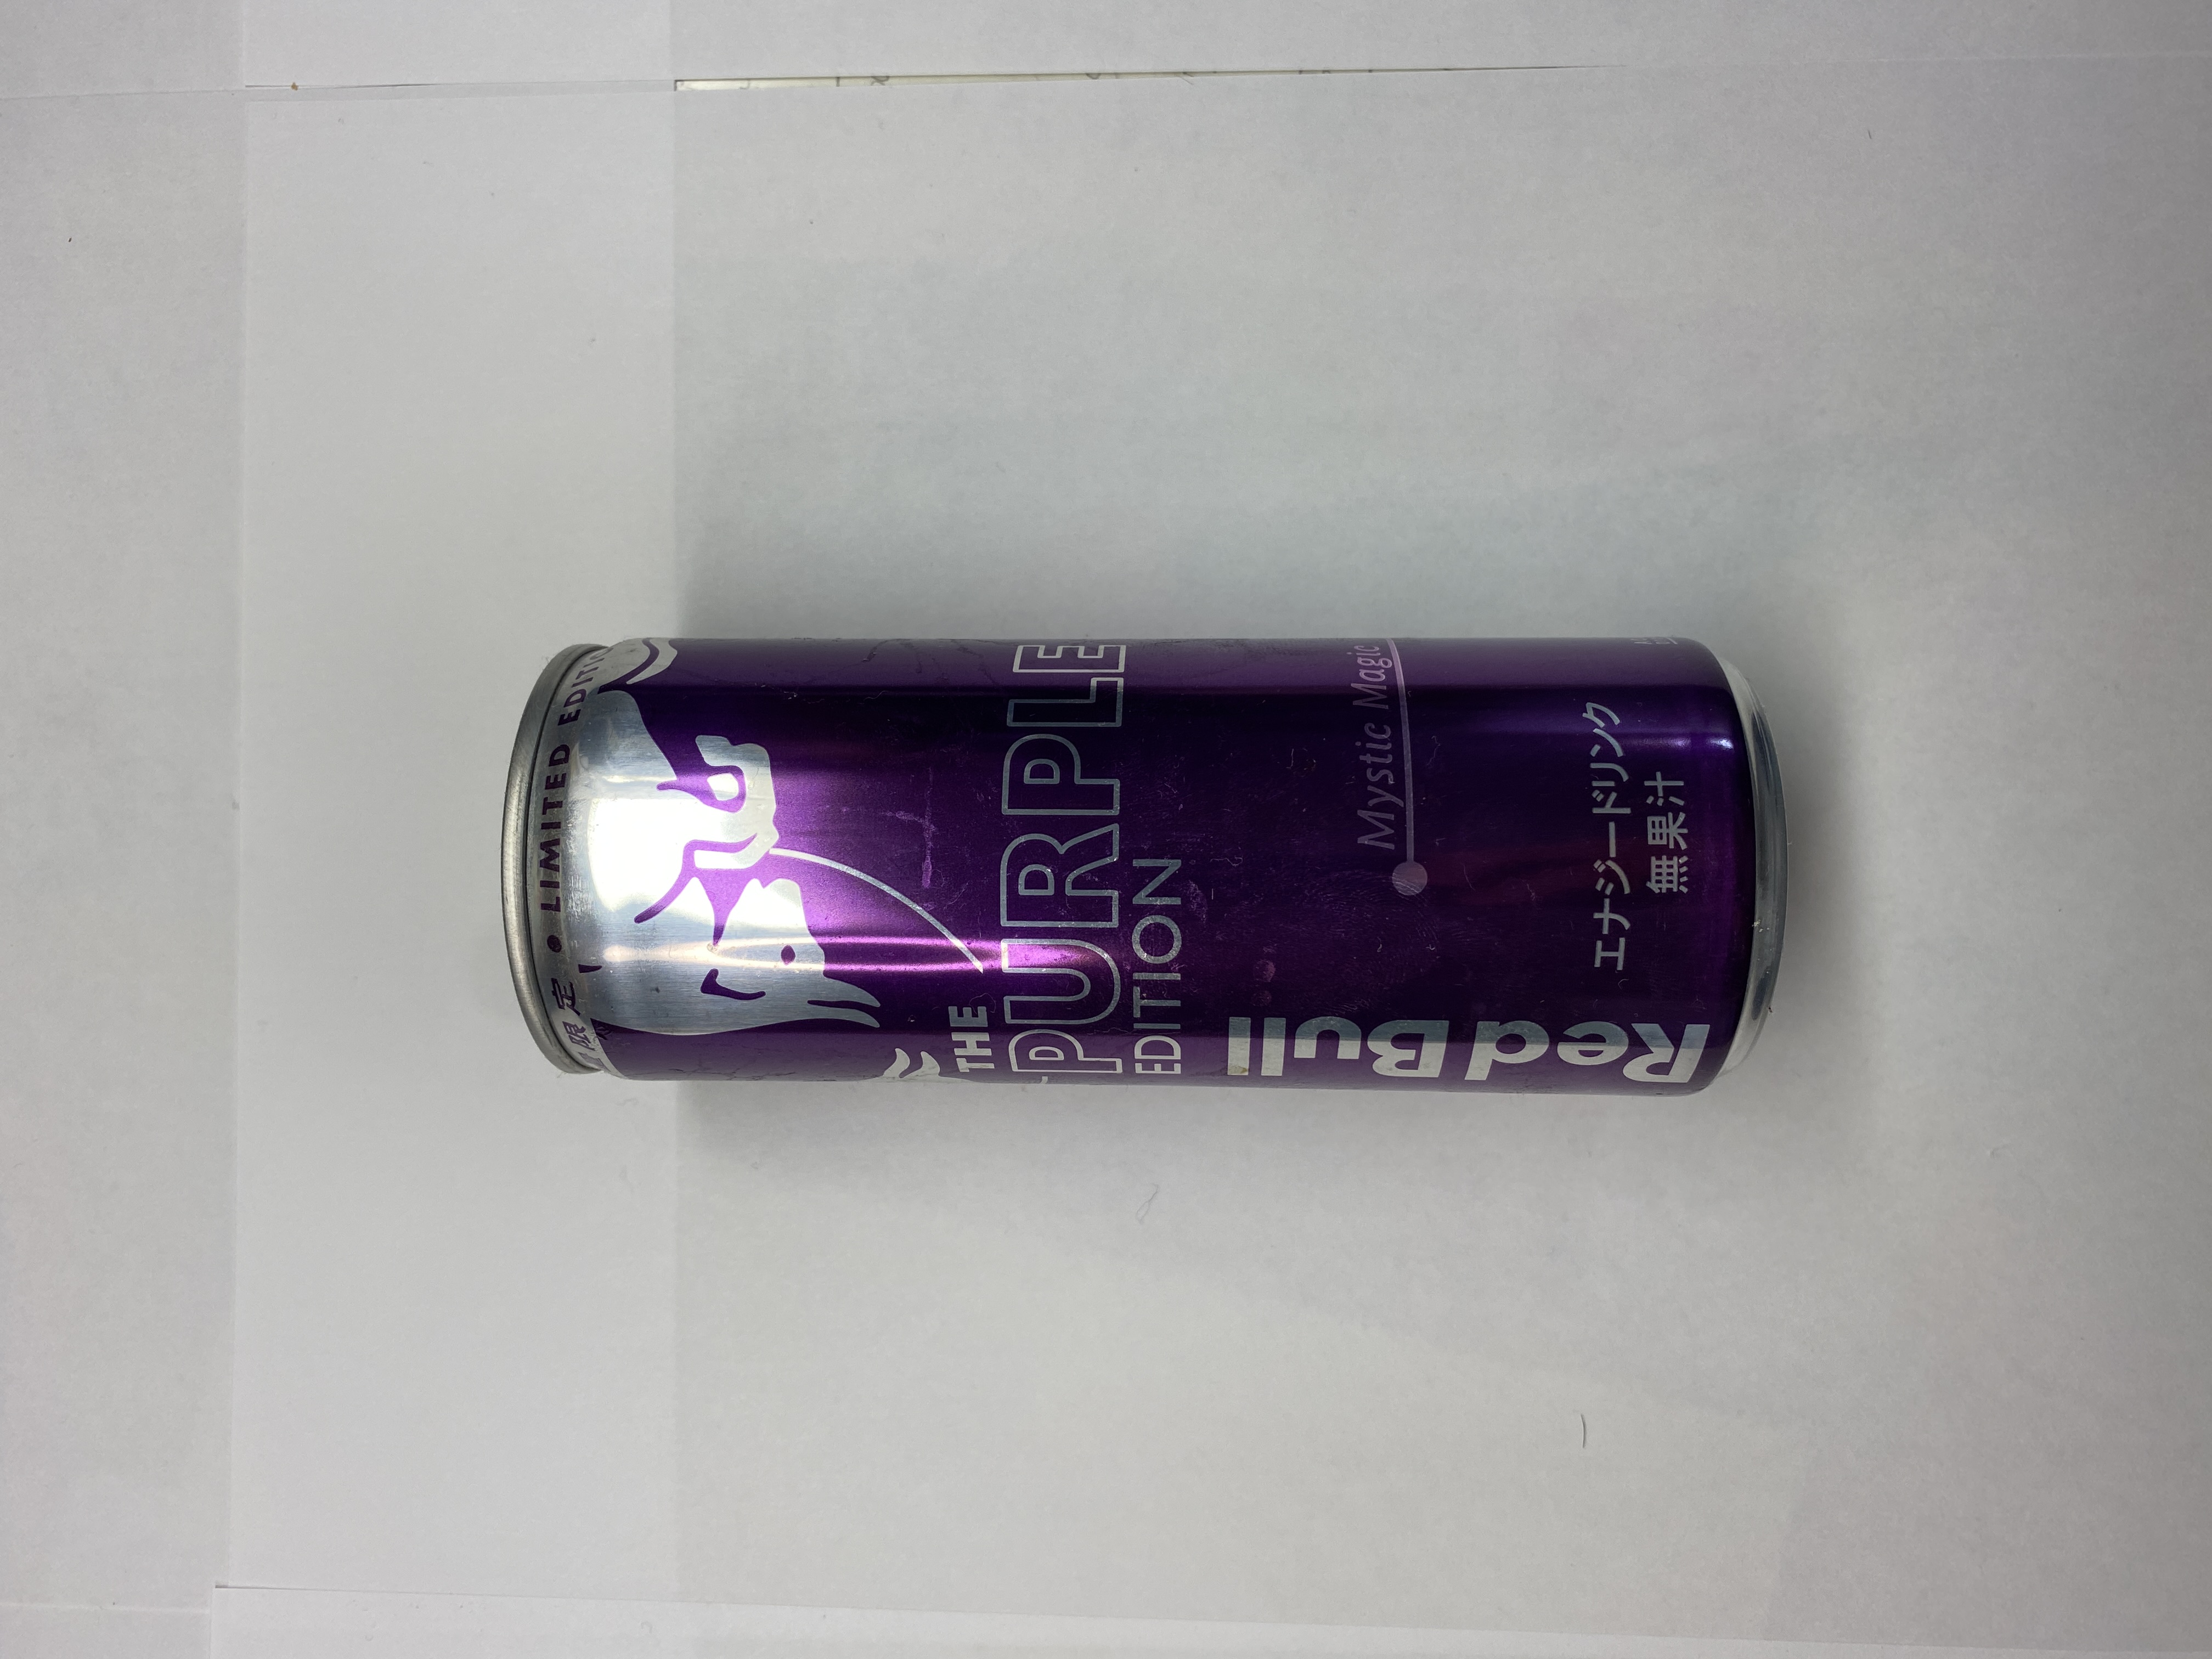 限定 • LIMITED EDITIO
THE
PURPLE
EDITION
Red Bull
Mystic Magic
エナジードリンク
無果汁